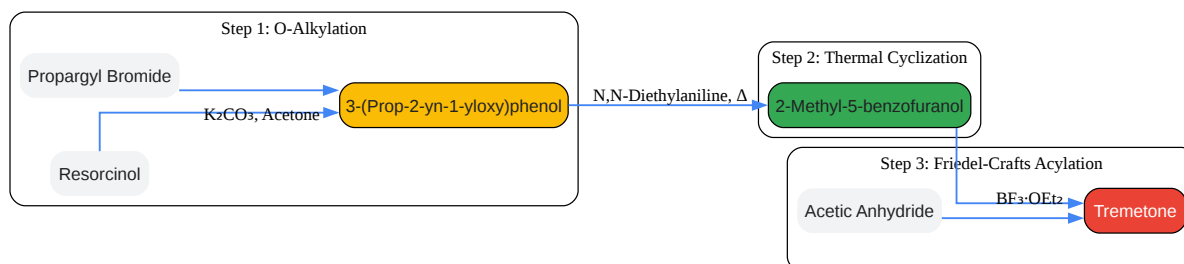 Step 1: O-Alkylation
Propargyl Bromide
K₂CO₃, Acetone
Resorcinol
3-(Prop-2-yn-1-yloxy)phenol
N,N-Diethylaniline, Δ
Step 2: Thermal Cyclization
2-Methyl-5-benzofuranol
Step 3: Friedel-Crafts Acylation
Acetic Anhydride
BF₃·OEt₂
Tremetone